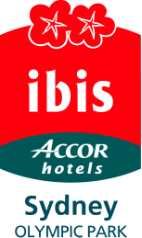 ibis
ACCOR
hotels
Sydney
OLYMPIC PARK